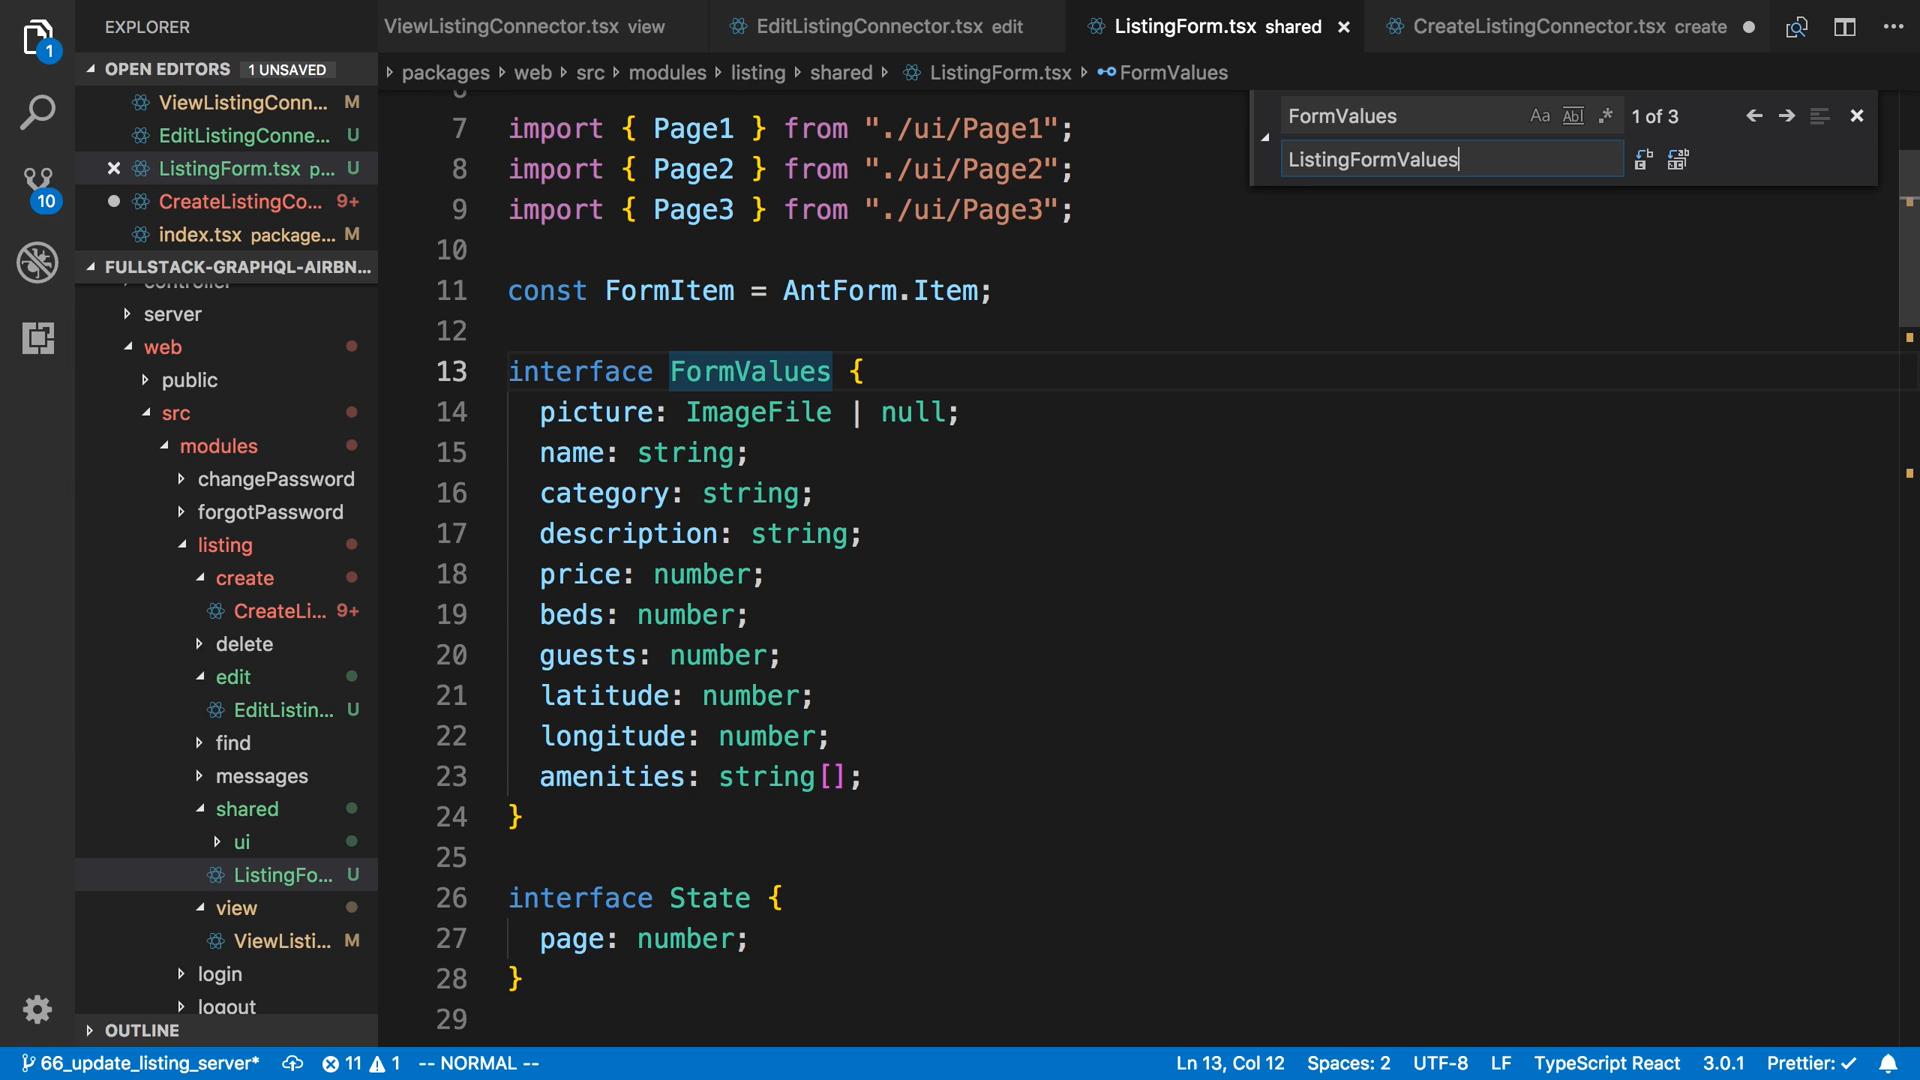 EXPLORER
OPEN EDITORS 1 UNSAVED
ViewListingConn... M
EditListingConne... U
ListingForm.tsx p... U
CreateListingCo... 9+
index.tsx package... M
FULLSTACK-GRAPHQL-AIRBN...
controller
server
web
public
src
modules
changePassword
forgotPassword
listing
create
CreateLi... 9+
delete
edit
EditListin... U
find
messages
shared
ui
ListingFo... U
view
ViewListi... M
login
logout
OUTLINE
1
10
ViewListingConnector.tsx view
EditListingConnector.tsx edit
ListingForm.tsx shared
CreateListingConnector.tsx create
packages web src modules listing shared ListingForm.tsx FormValues
FormValues Aa Abl .* 1 of 3
ListingFormValues
7 import { Page1 } from "./ui/Page1";
8 import { Page2 } from "./ui/Page2";
9 import { Page3 } from "./ui/Page3";
10
11 const FormItem = AntForm.Item;
12
13 interface FormValues {
14 picture: ImageFile | null;
15 name: string;
16 category: string;
17 description: string;
18 price: number;
19 beds: number;
20 guests: number;
21 latitude: number;
22 longitude: number;
23 amenities: string[];
24 }
25
26 interface State {
27 page: number;
28 }
29
66_update_listing_server* 11 1 -- NORMAL -- Ln 13, Col 12 Spaces: 2 UTF-8 LF TypeScript React 3.0.1 Prettier: ✓